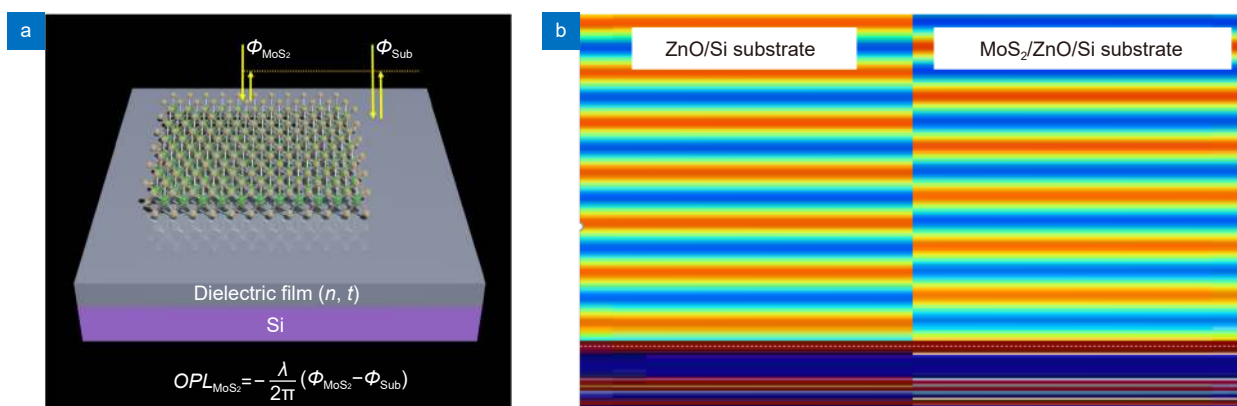 a
Φ_MoS₂
Φ_Sub
Dielectric film (n, t)
Si
OPL_MoS₂=−λ/2π(Φ_MoS₂−Φ_Sub)
b
ZnO/Si substrate
MoS₂/ZnO/Si substrate